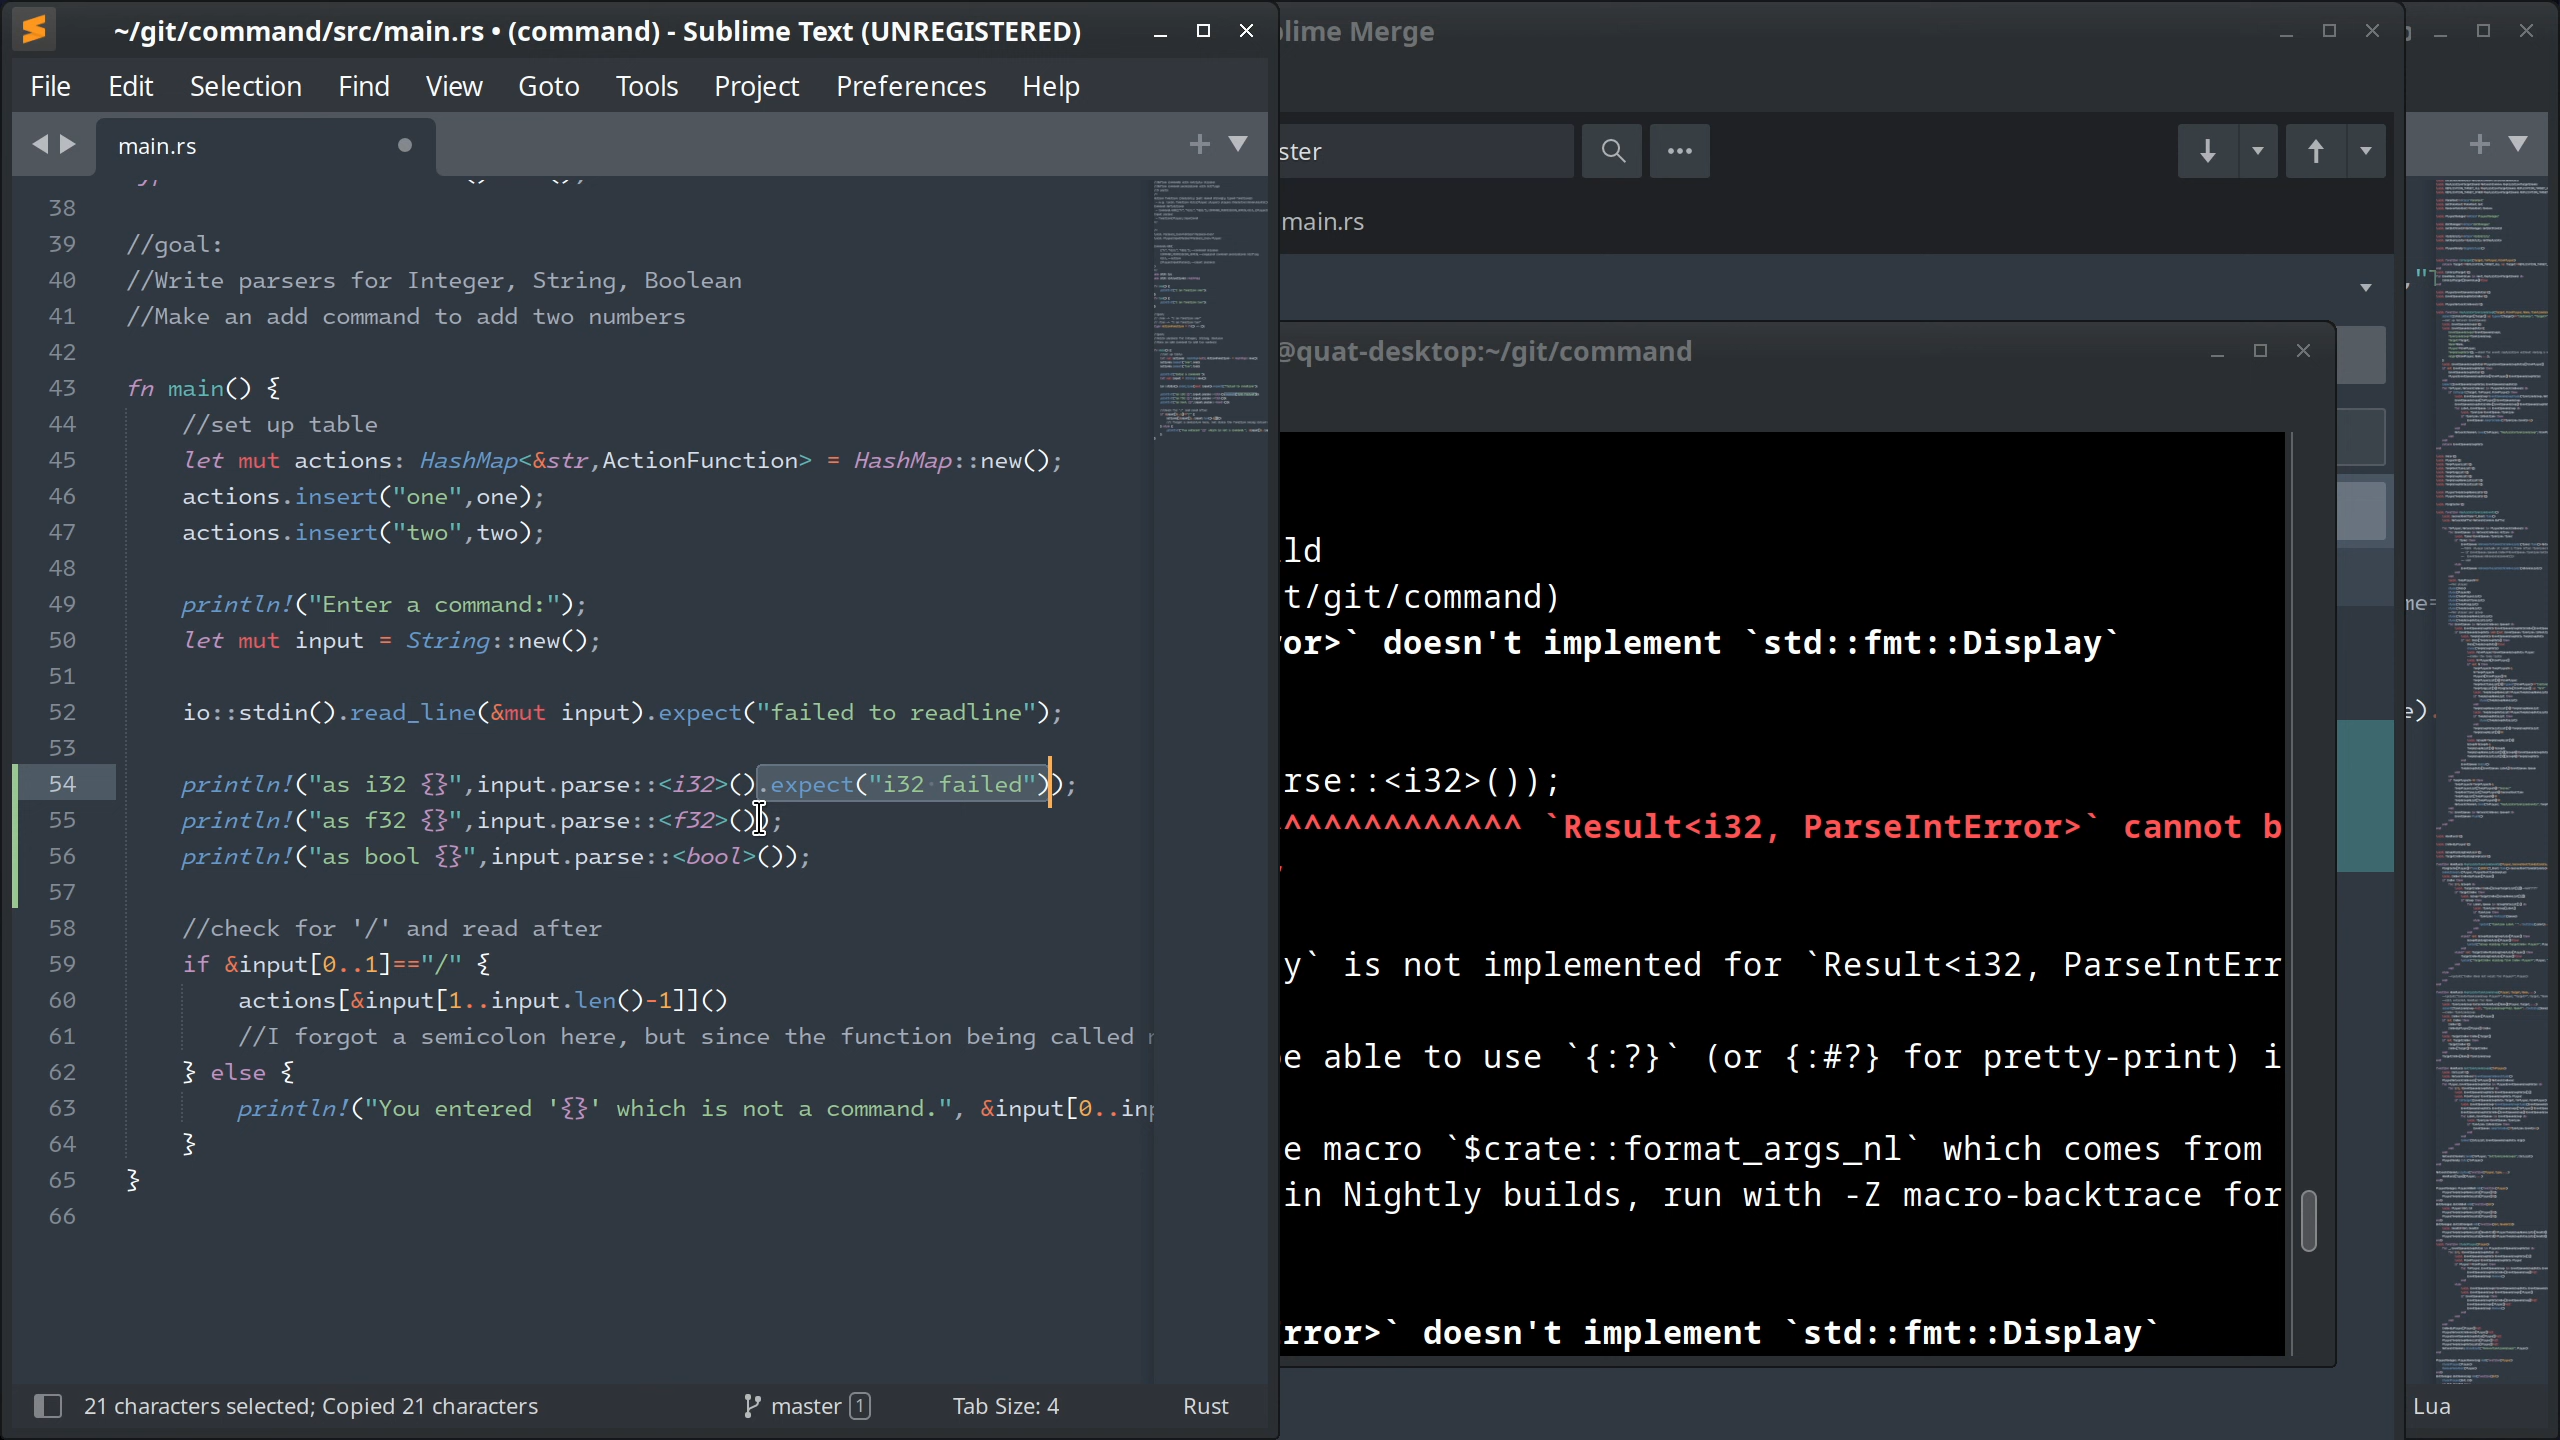 ~/git/command/src/main.rs • (command) - Sublime Text (UNREGISTERED)
File Edit Selection Find View Goto Tools Project Preferences Help
main.rs
38
39 //goal:
40 //Write parsers for Integer, String, Boolean
41 //Make an add command to add two numbers
42
43 fn main() {
44 //set up table
45 let mut actions: HashMap<&str,ActionFunction> = HashMap::new();
46 actions.insert("one",one);
47 actions.insert("two",two);
48
49 println!("Enter a command:");
50 let mut input = String::new();
51
52 io::stdin().read_line(&mut input).expect("failed to readline");
53
54 println!("as i32 {}",input.parse::<i32>().expect("i32 failed"));
55 println!("as f32 {}",input.parse::<f32>());
56 println!("as bool {}",input.parse::<bool>());
57
58 //check for '/' and read after
59 if &input[0..1]=="/" {
60 actions[&input[1..input.len()-1]]()
61 //I forgot a semicolon here, but since the function being called
62 } else {
63 println!("You entered '{}' which is not a command.", &input[0..inp
64 }
65 }
66
21 characters selected; Copied 21 characters
master 1
Tab Size: 4
Rust
blime Merge
ster
main.rs
@quat-desktop:~/git/command
ld
t/git/command)
or>` doesn't implement `std::fmt::Display`
rse::<i32>());
^^^^^^^^^^^^ `Result<i32, ParseIntError>` cannot b
y` is not implemented for `Result<i32, ParseIntErr
e able to use `{:?}` (or {:#?} for pretty-print) i
e macro `$crate::format_args_nl` which comes from
in Nightly builds, run with -Z macro-backtrace for
rror>` doesn't implement `std::fmt::Display`
me=
e).
Lua